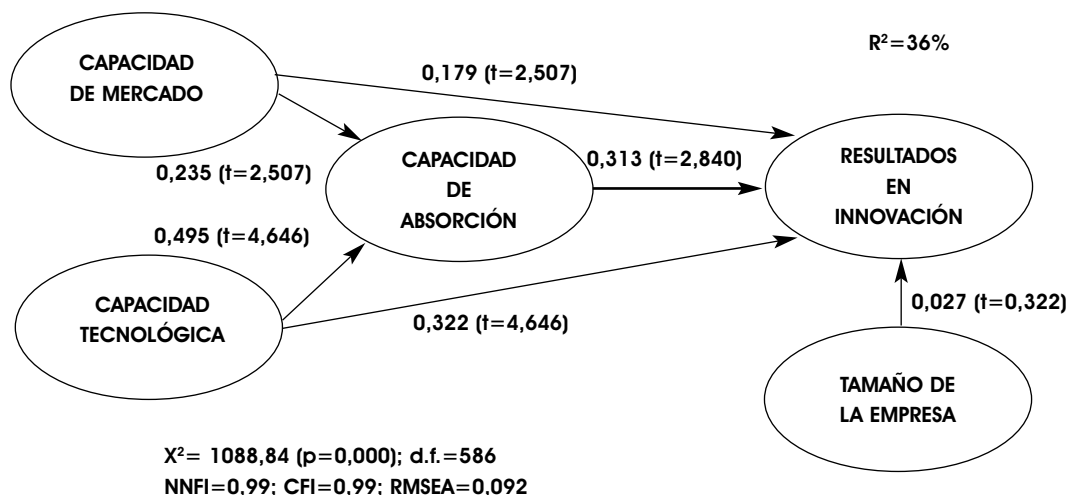 CAPACIDAD
DE MERCADO
R²=36%
0,179 (t=2,507)
0,235 (t=2,507)
CAPACIDAD
DE
ABSORCIÓN
0,313 (t=2,840)
RESULTADOS
EN
INNOVACIÓN
0,495 (t=4,646)
CAPACIDAD
TECNOLÓGICA
0,322 (t=4,646)
0,027 (t=0,322)
TAMAÑO DE
LA EMPRESA
X²= 1088,84 (p=0,000); d.f.=586
NNFI=0,99; CFI=0,99; RMSEA=0,092